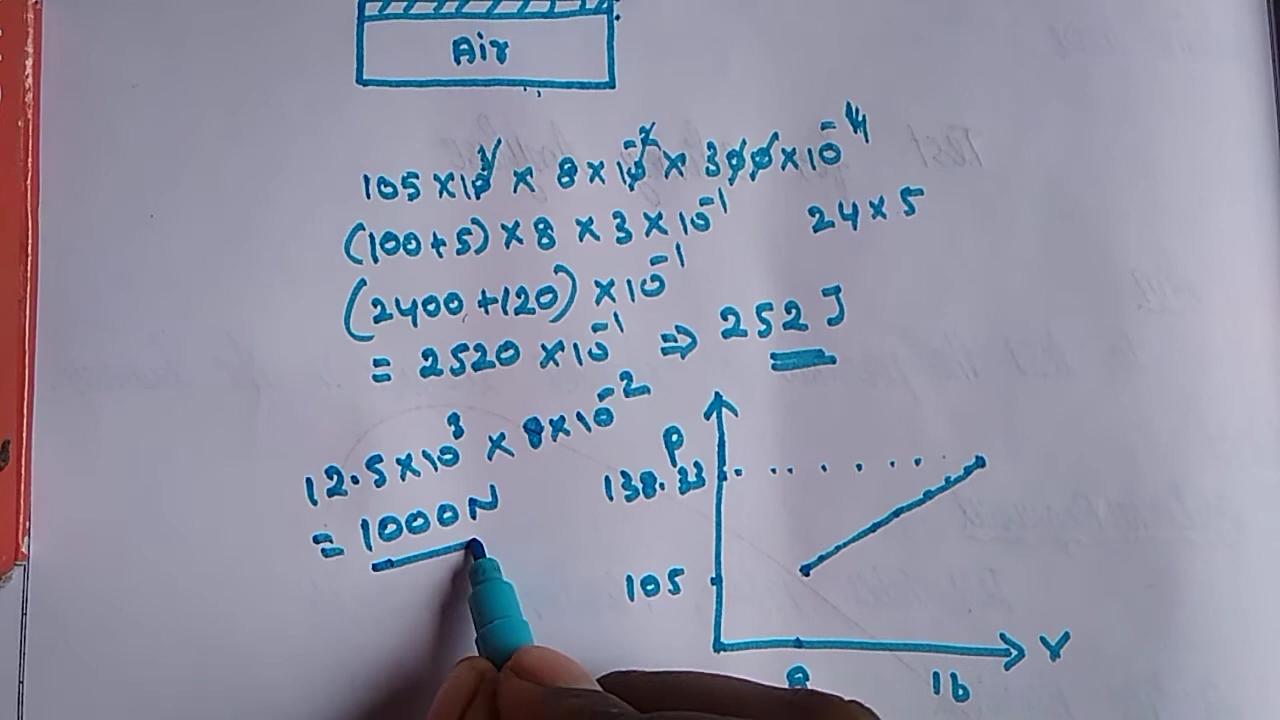 Air
105 × 10³ × 8 × 10⁻² × 300 × 10⁻⁴
(100 + 5) × 8 × 3 × 10⁻¹ 24 × 5
(2400 + 120) × 10⁻¹
= 2520 × 10⁻¹ ⇒ 252 J
12.5 × 10³ × 8 × 10⁻²
= 1000 N
P
138.33
105
8 16 V